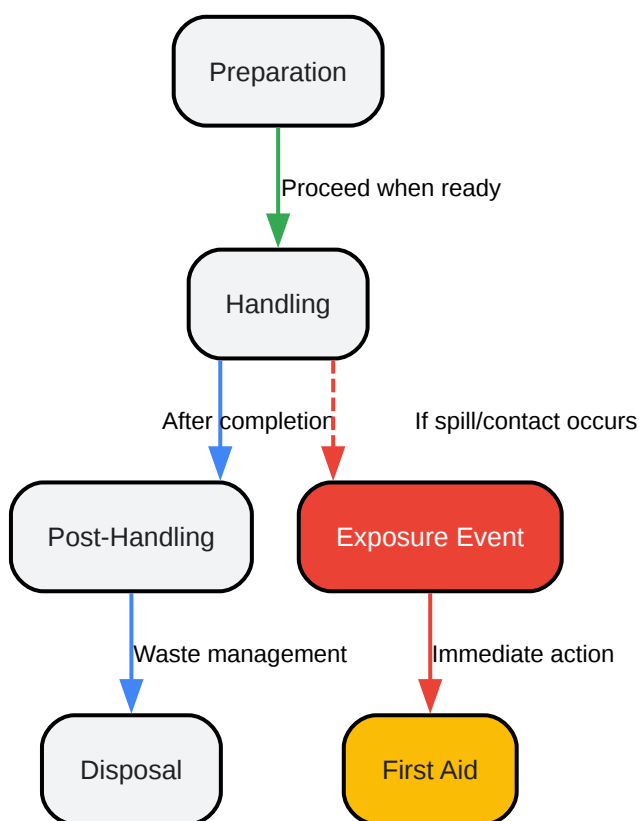 Preparation
Proceed when ready
Handling
After completion
If spill/contact occurs
Post-Handling
Exposure Event
Waste management
Immediate action
Disposal
First Aid